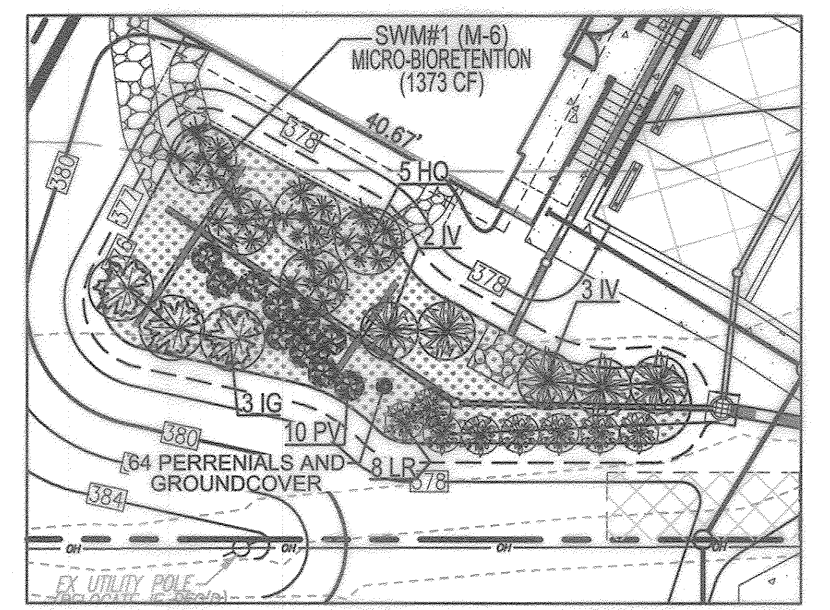 SWM#1 (M-6)
MICRO-BIORETENTION
(1373 CF)
40.67'
378
380
5 HQ
377
2 IV
76
378
3 IV
3 IG
10 PV
380
64 PERRENIALS AND
GROUNDCOVER
8 LR
378
384
OH
OH
OH
OH
EX UTILITY POLE